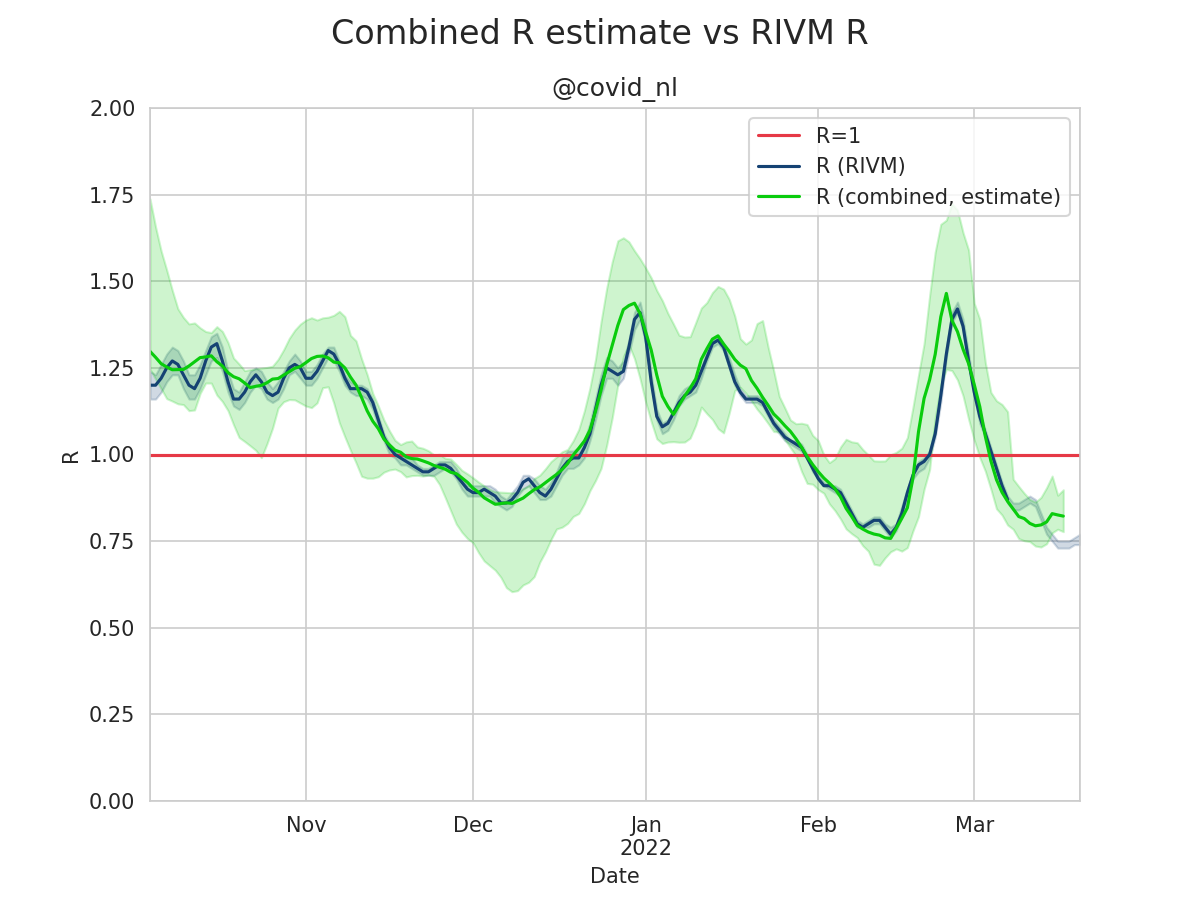 Combined R estimate vs RIVM R
@covid_nl
R=1
R (RIVM)
R (combined, estimate)
2.00
1.75
1.50
1.25
1.00
0.75
0.50
0.25
0.00
R
Nov Dec Jan Feb Mar
2022
Date